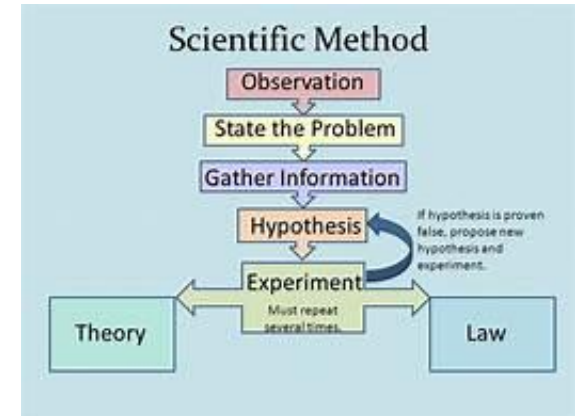 Scientific Method
Observation
State the Problem
Gather Information
Hypothesis
If hypothesis is proven
false, propose new
hypothesis and
experiment.
Experiment
Must repeat
several times.
Theory
Law